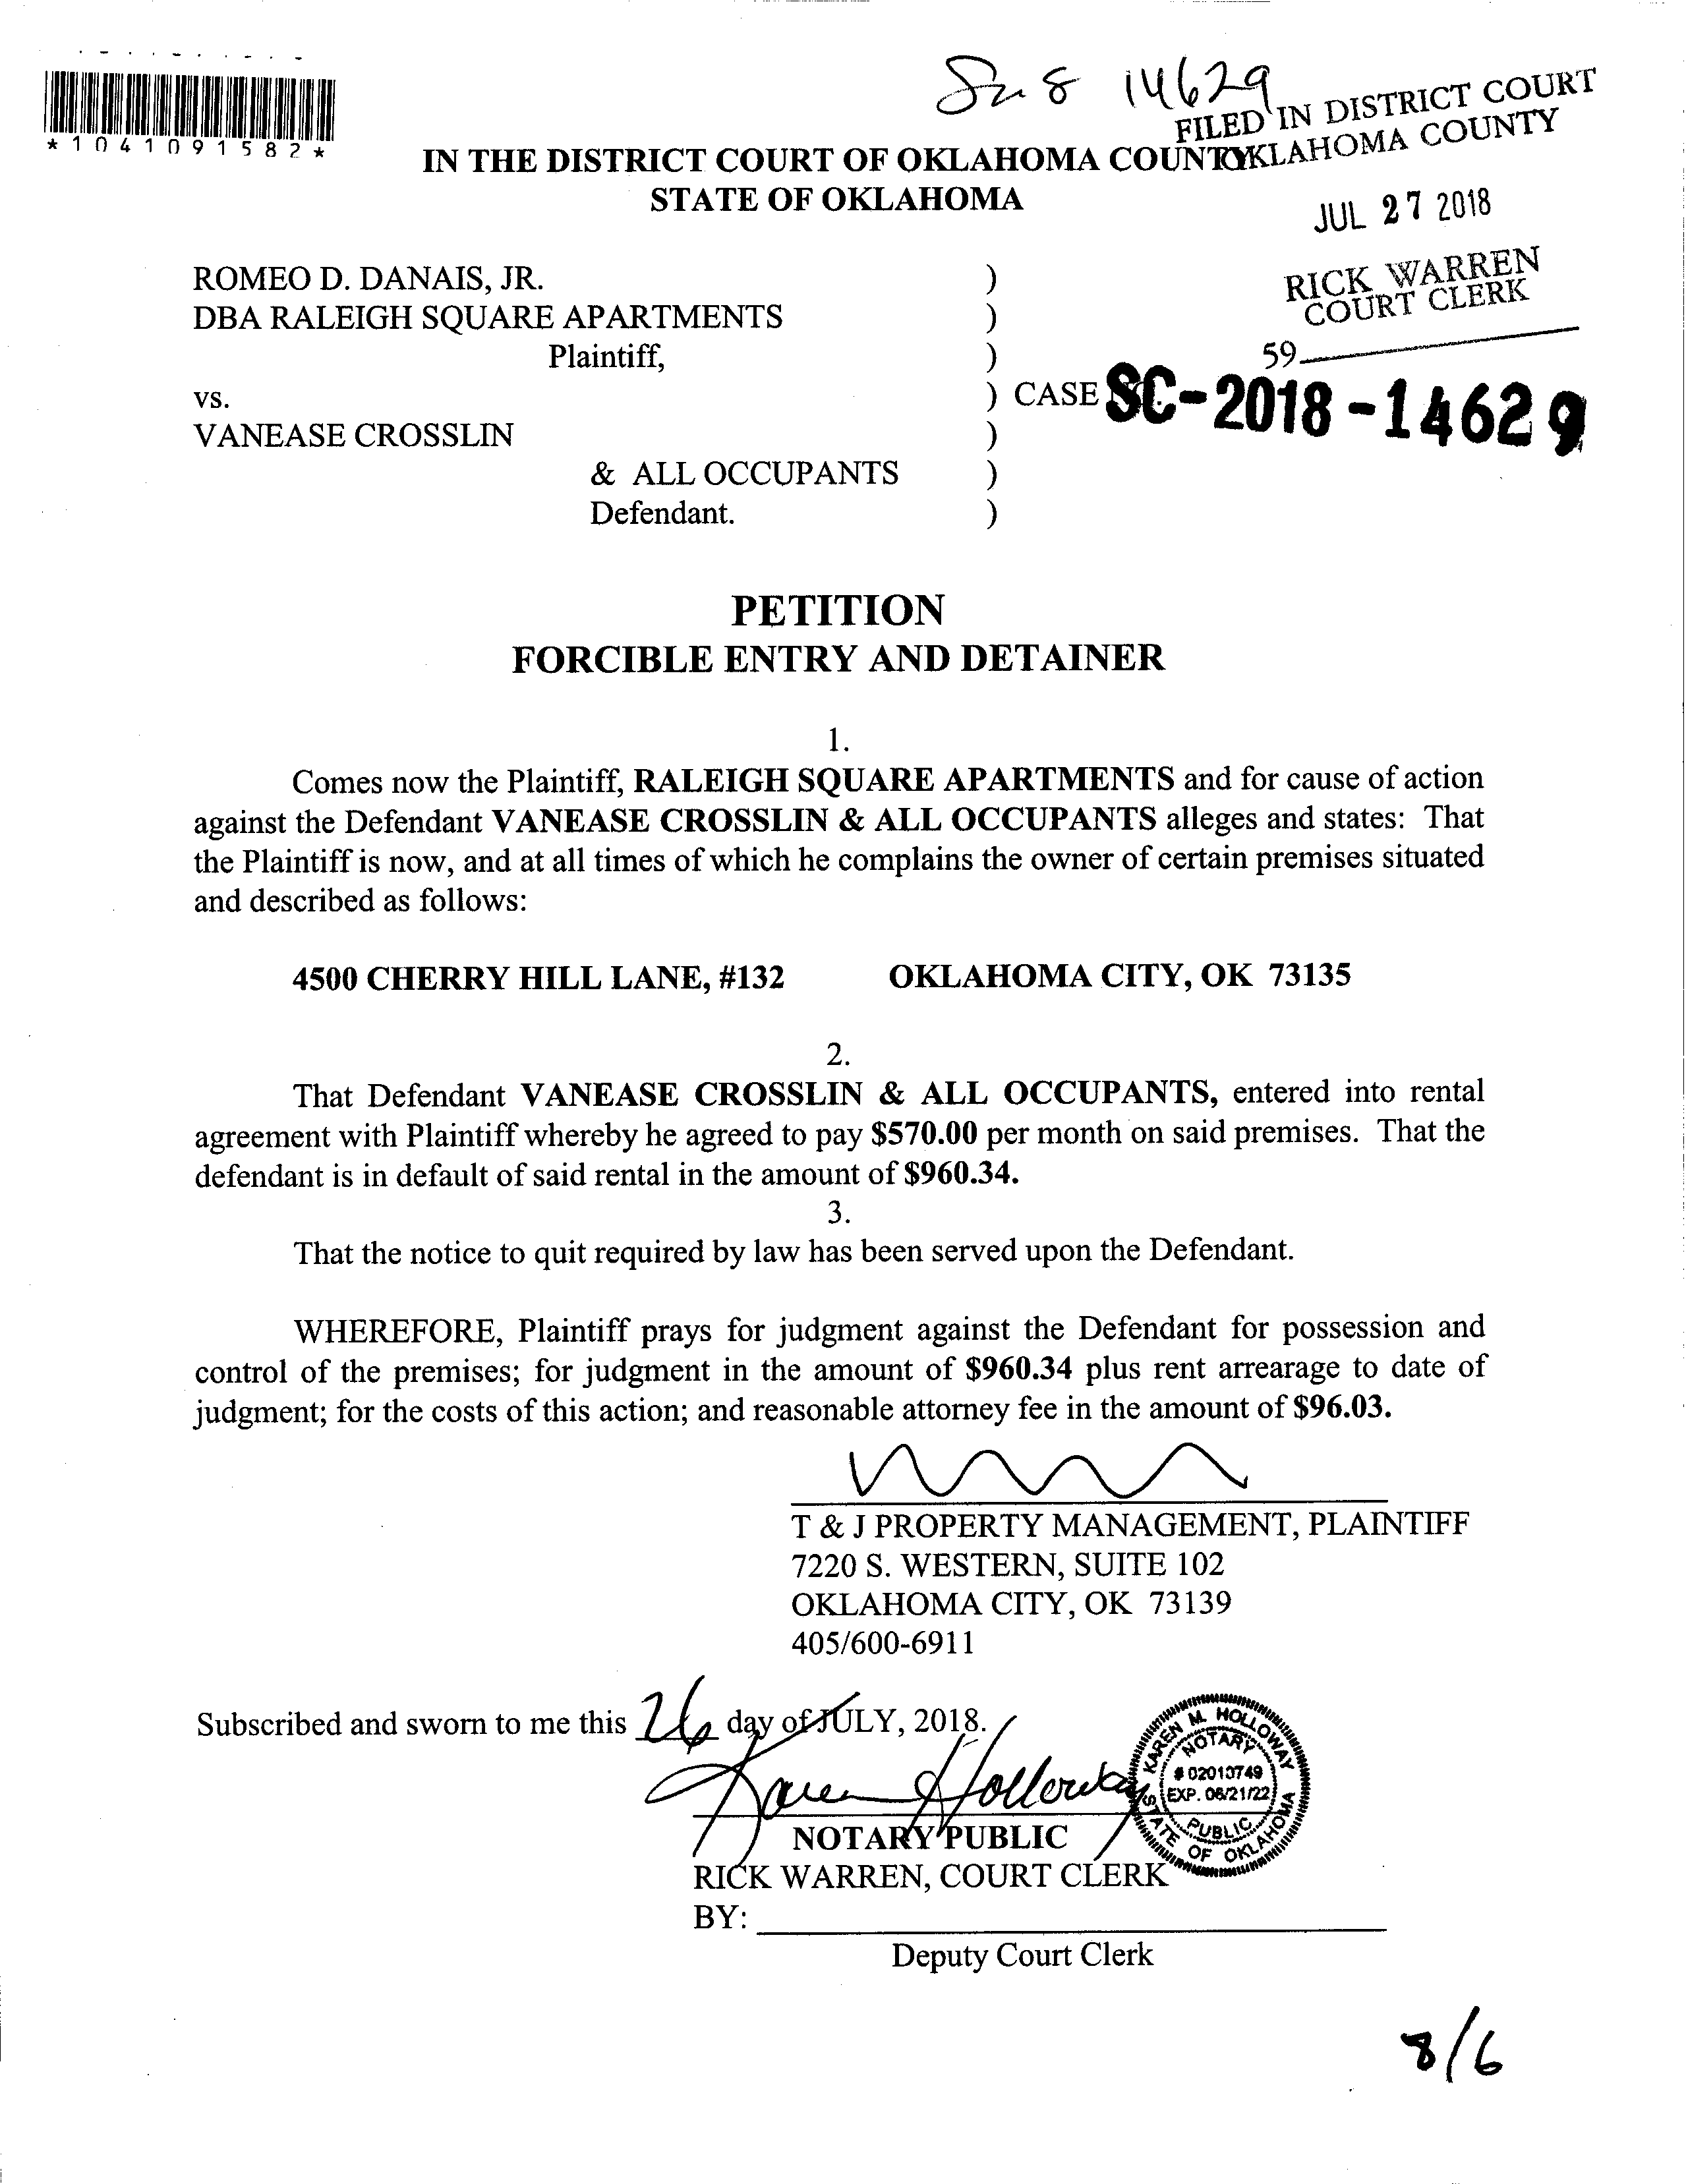 *1041091582*
Sc 18 14629
FILED IN DISTRICT COURT
OKLAHOMA COUNTY
IN THE DISTRICT COURT OF OKLAHOMA COUNTY
STATE OF OKLAHOMA
JUL 27 2018
RICK WARREN
COURT CLERK
59
ROMEO D. DANAIS, JR. )
DBA RALEIGH SQUARE APARTMENTS )
Plaintiff, )
vs. ) CASE SC-2018-14629
VANEASE CROSSLIN )
& ALL OCCUPANTS )
Defendant. )
PETITION
FORCIBLE ENTRY AND DETAINER
1.
Comes now the Plaintiff, RALEIGH SQUARE APARTMENTS and for cause of action
against the Defendant VANEASE CROSSLIN & ALL OCCUPANTS alleges and states: That
the Plaintiff is now, and at all times of which he complains the owner of certain premises situated
and described as follows:
4500 CHERRY HILL LANE, #132 OKLAHOMA CITY, OK 73135
2.
That Defendant VANEASE CROSSLIN & ALL OCCUPANTS, entered into rental
agreement with Plaintiff whereby he agreed to pay $570.00 per month on said premises. That the
defendant is in default of said rental in the amount of $960.34.
3.
That the notice to quit required by law has been served upon the Defendant.
WHEREFORE, Plaintiff prays for judgment against the Defendant for possession and
control of the premises; for judgment in the amount of $960.34 plus rent arrearage to date of
judgment; for the costs of this action; and reasonable attorney fee in the amount of $96.03.
T & J PROPERTY MANAGEMENT, PLAINTIFF
7220 S. WESTERN, SUITE 102
OKLAHOMA CITY, OK 73139
405/600-6911
Subscribed and sworn to me this 26 day of JULY, 2018.
Karen Holloway
KAREN M. HOLLOWAY
NOTARY
# 02013749
EXP. 06/21/22
PUBLIC
STATE OF OKLAHOMA
NOTARY PUBLIC
RICK WARREN, COURT CLERK
BY:
Deputy Court Clerk
8/6